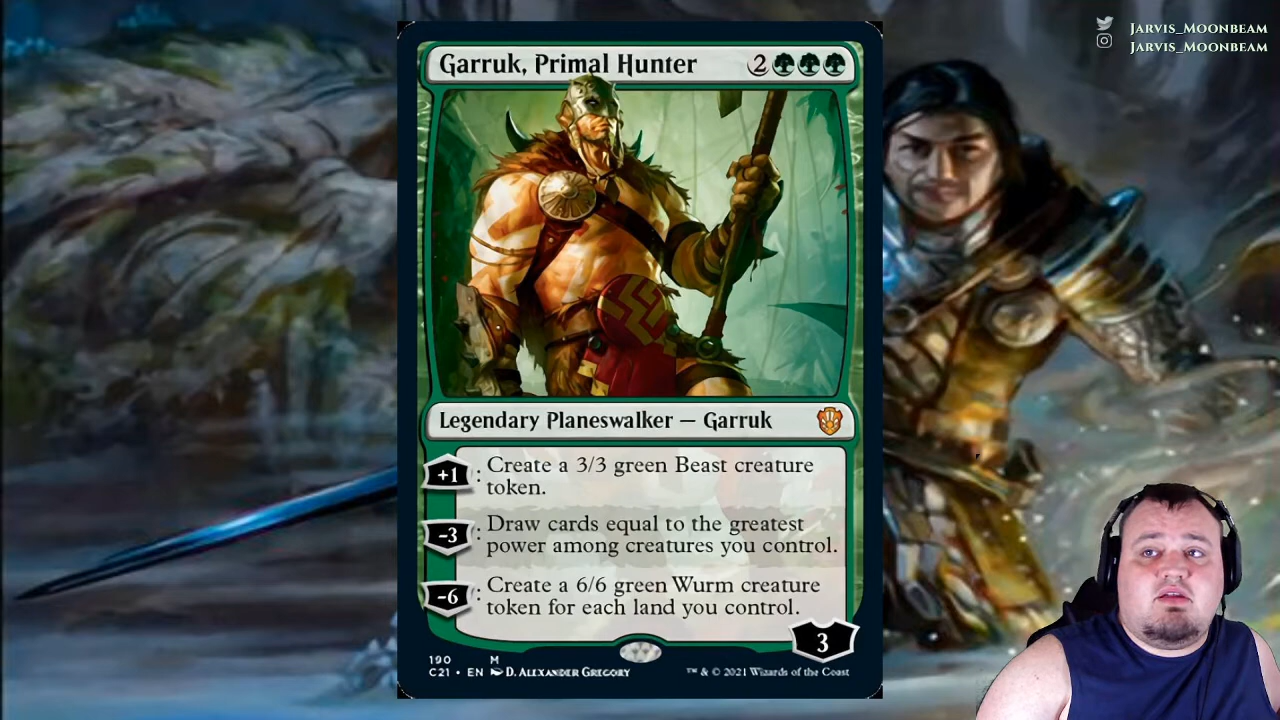 Jarvis_Moonbeam
Jarvis_Moonbeam
Garruk, Primal Hunter 2
Legendary Planeswalker — Garruk
+1: Create a 3/3 green Beast creature
token.
-3: Draw cards equal to the greatest
power among creatures you control.
-6: Create a 6/6 green Wurm creature
token for each land you control.
3
190 M
C21 • EN D. Alexander Gregory ™ & © 2021 Wizards of the Coast